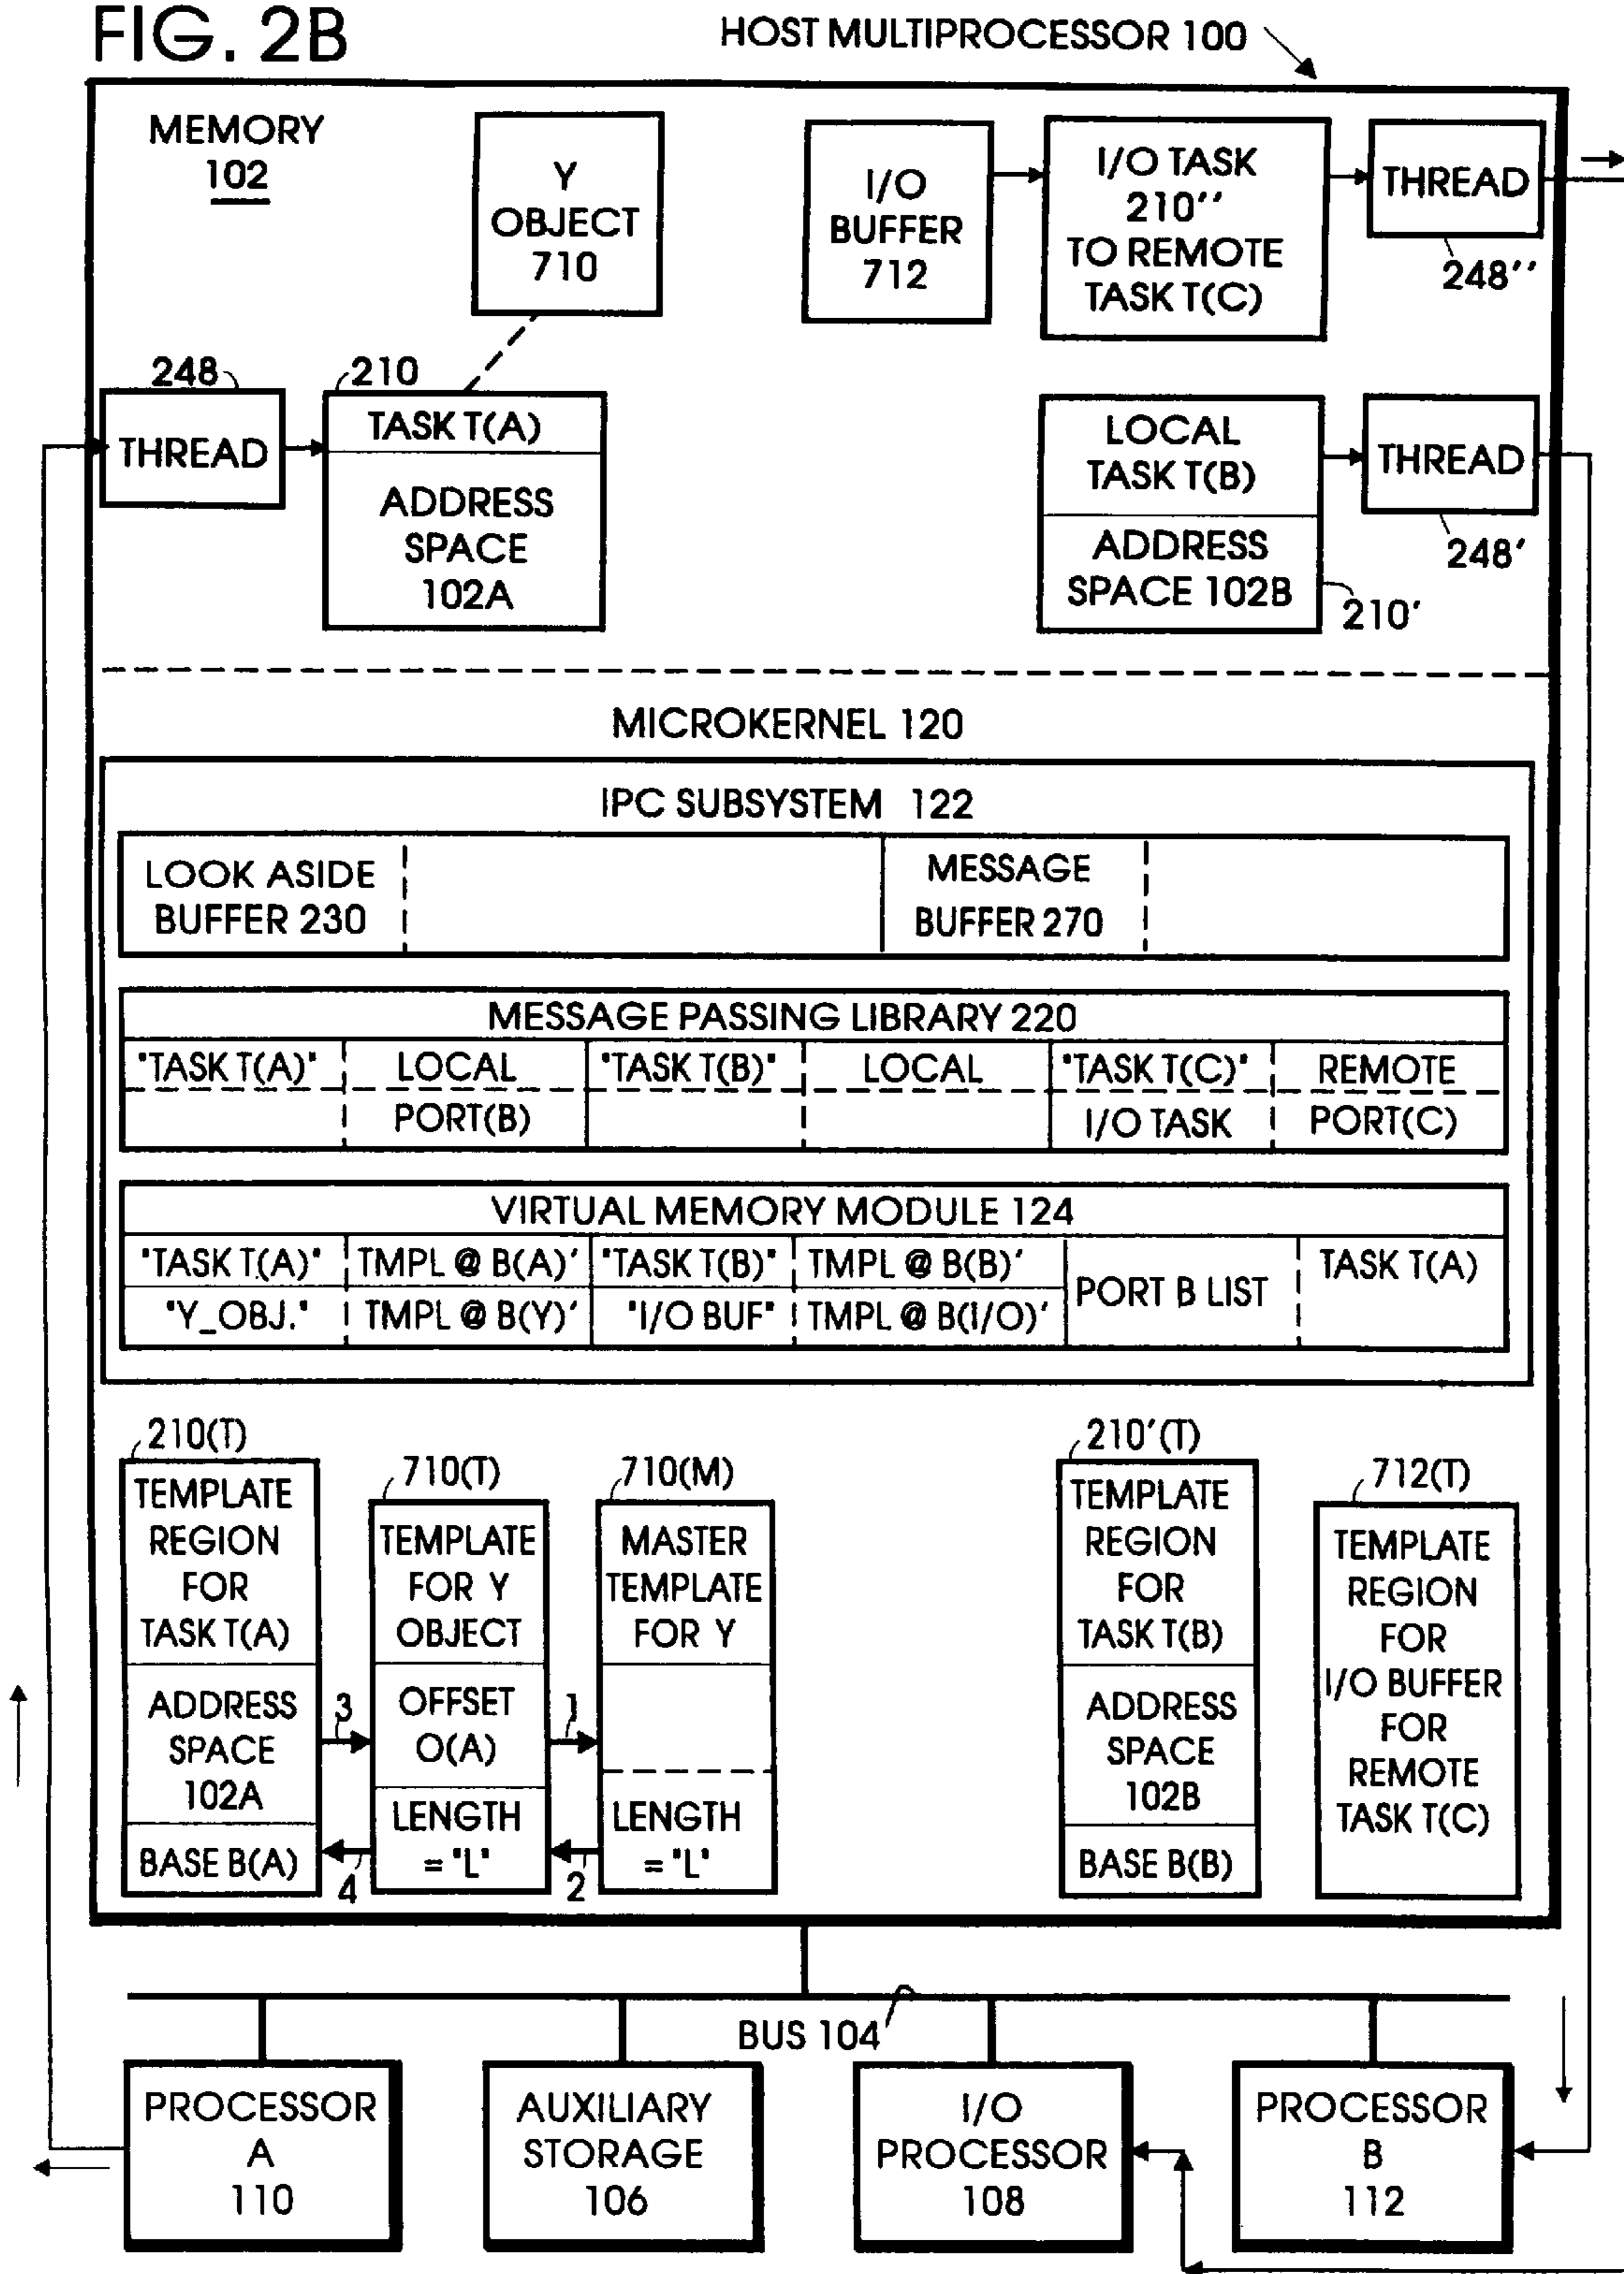 FIG. 2B
HOST MULTIPROCESSOR 100
MEMORY
102
Y
OBJECT
710
I/O
BUFFER
712
I/O TASK
210''
TO REMOTE
TASK T(C)
THREAD
248''
248
THREAD
210
TASK T(A)
ADDRESS
SPACE
102A
LOCAL
TASK T(B)
ADDRESS
SPACE 102B
210'
THREAD
248'
MICROKERNEL 120
IPC SUBSYSTEM 122
LOOK ASIDE
BUFFER 230
MESSAGE
BUFFER 270
MESSAGE PASSING LIBRARY 220
"TASK T(A)" LOCAL "TASK T(B)" LOCAL "TASK T(C)" REMOTE
PORT(B) I/O TASK PORT(C)
VIRTUAL MEMORY MODULE 124
"TASK T(A)" TMPL @ B(A)' "TASK T(B)" TMPL @ B(B)' PORT B LIST TASK T(A)
"Y_OBJ." TMPL @ B(Y)' "I/O BUF" TMPL @ B(I/O)'
210(T)
TEMPLATE
REGION
FOR
TASK T(A)
ADDRESS
SPACE
102A
BASE B(A)
3
4
710(T)
TEMPLATE
FOR Y
OBJECT
OFFSET
O(A)
LENGTH
= "L"
1
2
710(M)
MASTER
TEMPLATE
FOR Y
LENGTH
= "L"
210'(T)
TEMPLATE
REGION
FOR
TASK T(B)
ADDRESS
SPACE
102B
BASE B(B)
712(T)
TEMPLATE
REGION
FOR
I/O BUFFER
FOR
REMOTE
TASK T(C)
BUS 104
PROCESSOR
A
110
AUXILIARY
STORAGE
106
I/O
PROCESSOR
108
PROCESSOR
B
112